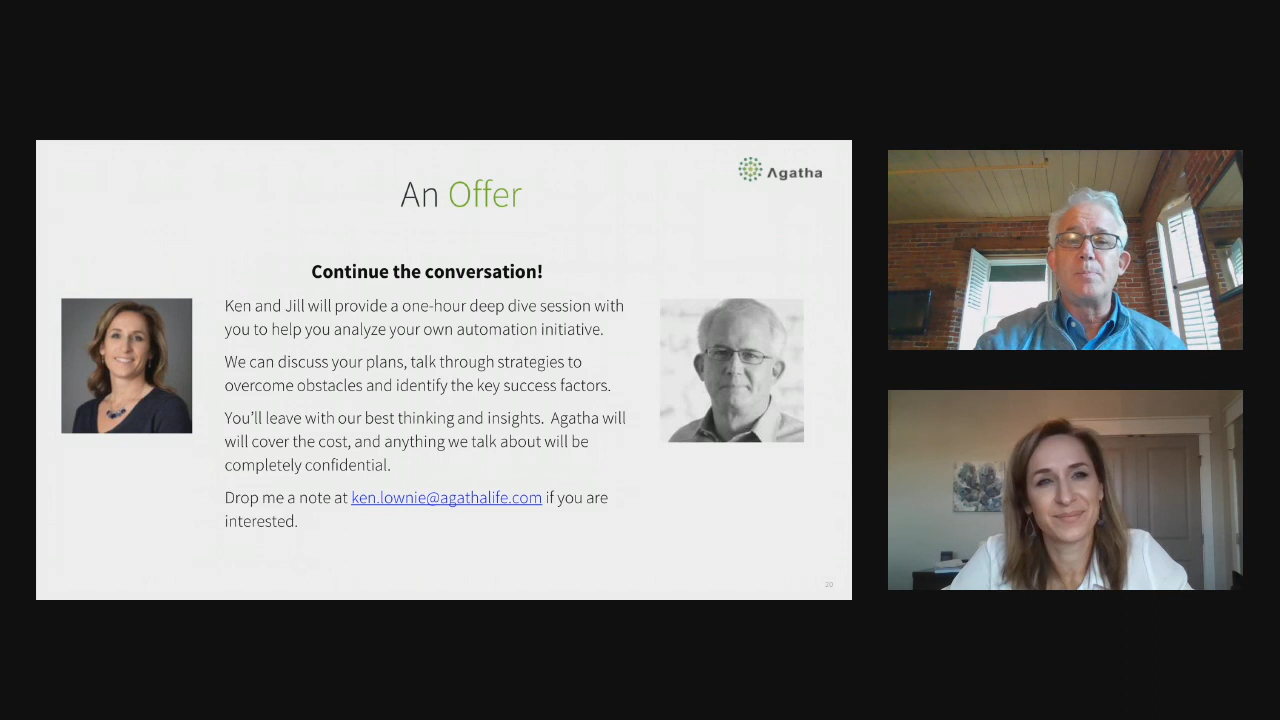 Agatha
An Offer
Continue the conversation!
Ken and Jill will provide a one-hour deep dive session with
you to help you analyze your own automation initiative.
We can discuss your plans, talk through strategies to
overcome obstacles and identify the key success factors.
You'll leave with our best thinking and insights. Agatha will
will cover the cost, and anything we talk about will be
completely confidential.
Drop me a note at ken.lownie@agathalife.com if you are
interested.
20